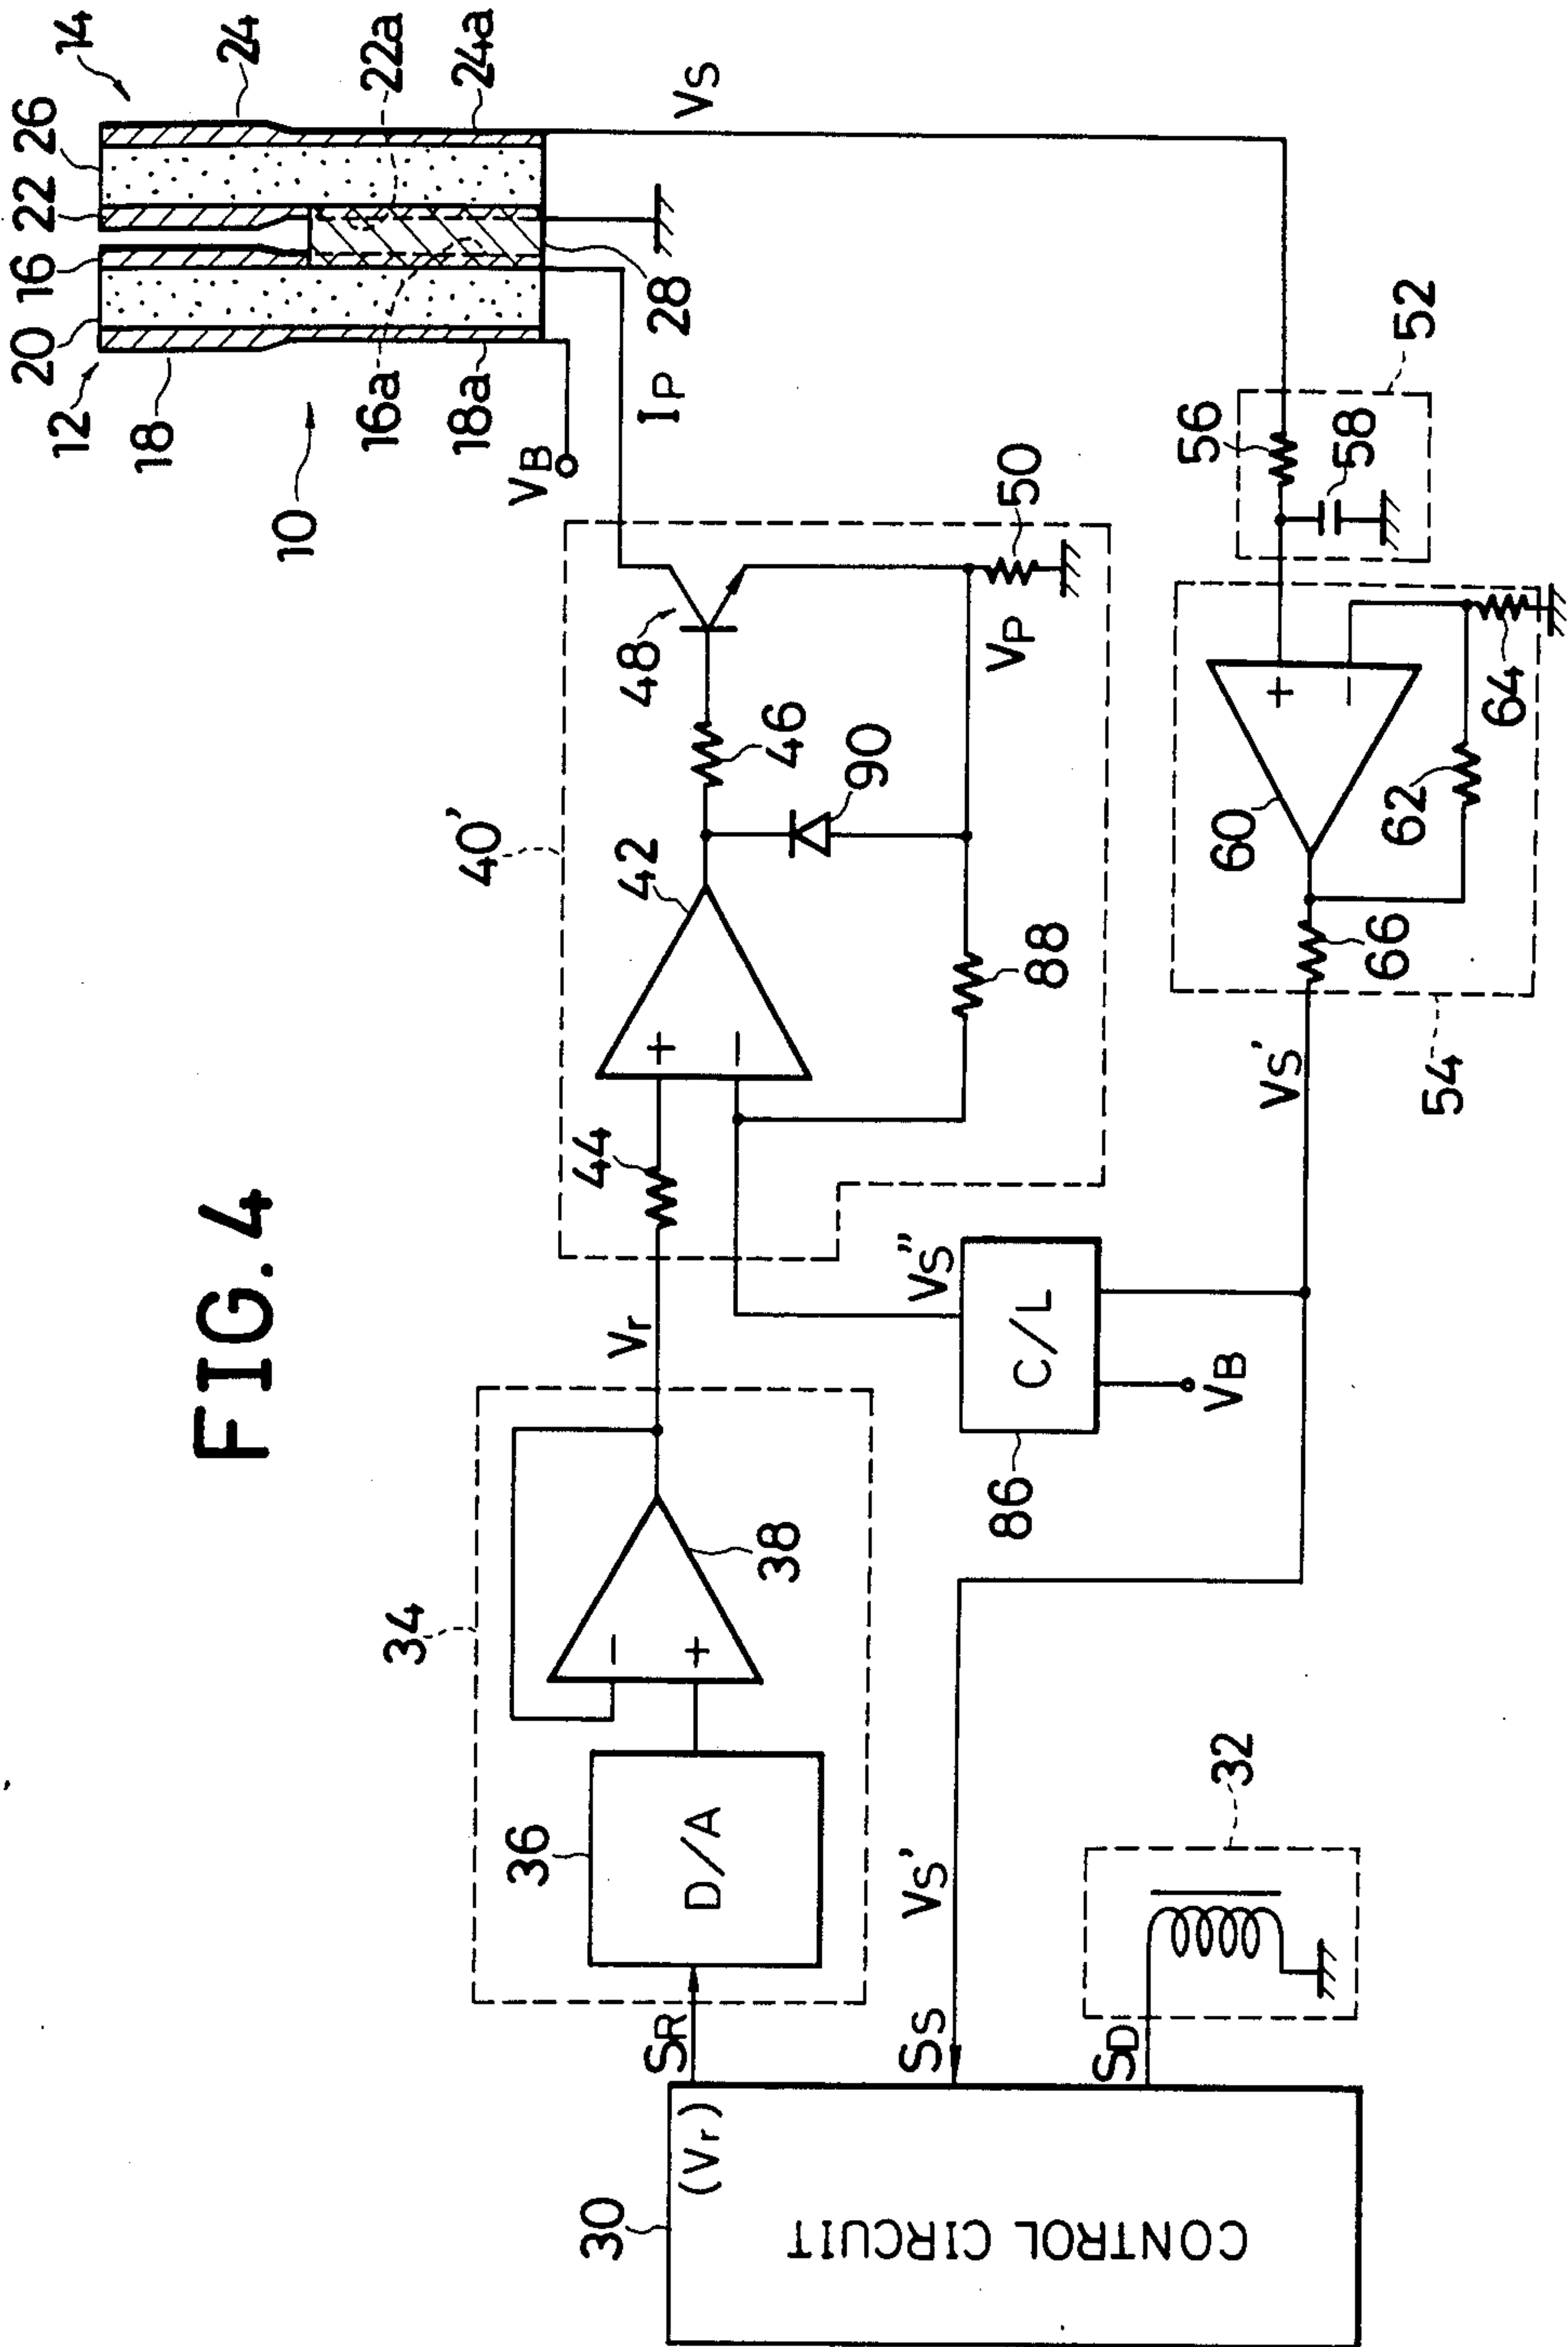 FIG. 4
14
26
24
22
22a
24a
16
20
12
18
10
16a
18a
28
VS
VB
IP
40'
48
46
42
44
90
88
50
VP
52
56
58
60
62
64
66
54
VS'
VS"
C/L
86
VB
Vr
34
38
36
D/A
+
−
+
−
−
+
SR
VS'
SS
SD
32
30
(Vr)
CONTROL CIRCUIT